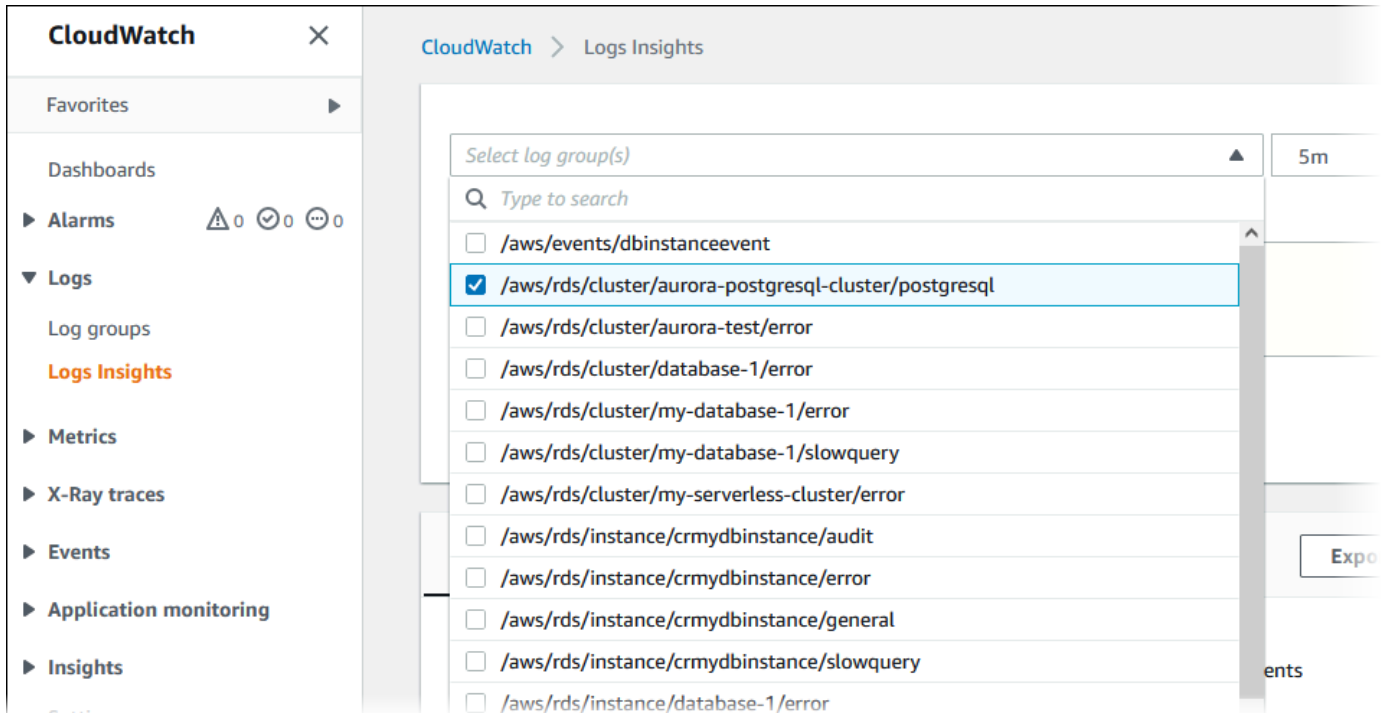 CloudWatch
Favorites
Dashboards
Alarms 0 0 0
Logs
Log groups
Logs Insights
Metrics
X-Ray traces
Events
Application monitoring
Insights
CloudWatch > Logs Insights
Select log group(s)
5m
Type to search
/aws/events/dbinstanceevent
/aws/rds/cluster/aurora-postgresql-cluster/postgresql
/aws/rds/cluster/aurora-test/error
/aws/rds/cluster/database-1/error
/aws/rds/cluster/my-database-1/error
/aws/rds/cluster/my-database-1/slowquery
/aws/rds/cluster/my-serverless-cluster/error
/aws/rds/instance/crmydbinstance/audit
/aws/rds/instance/crmydbinstance/error
/aws/rds/instance/crmydbinstance/general
/aws/rds/instance/crmydbinstance/slowquery
/aws/rds/instance/database-1/error
Expo
ents